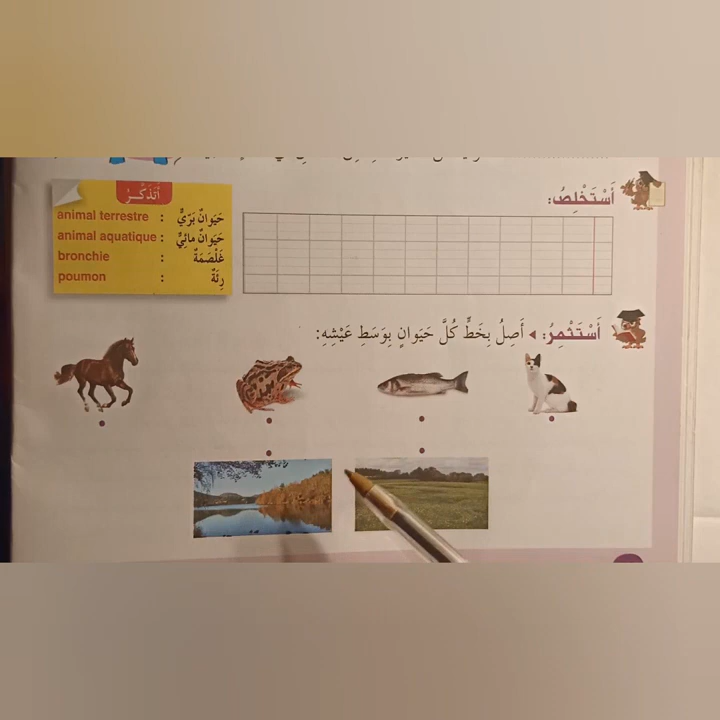 أَسْتَخْلِصُ:
أَتَذَكَّرُ
حَيَوانٌ بَرّيٌّ : animal terrestre
حَيَوانٌ مائِيٌّ : animal aquatique
غَلْصَمَةٌ : bronchie
رِئَةٌ : poumon
أَسْتَثْمِرُ: أَصِلُ بِخَطٍّ كُلَّ حَيَوانٍ بِوَسَطِ عَيْشِهِ: